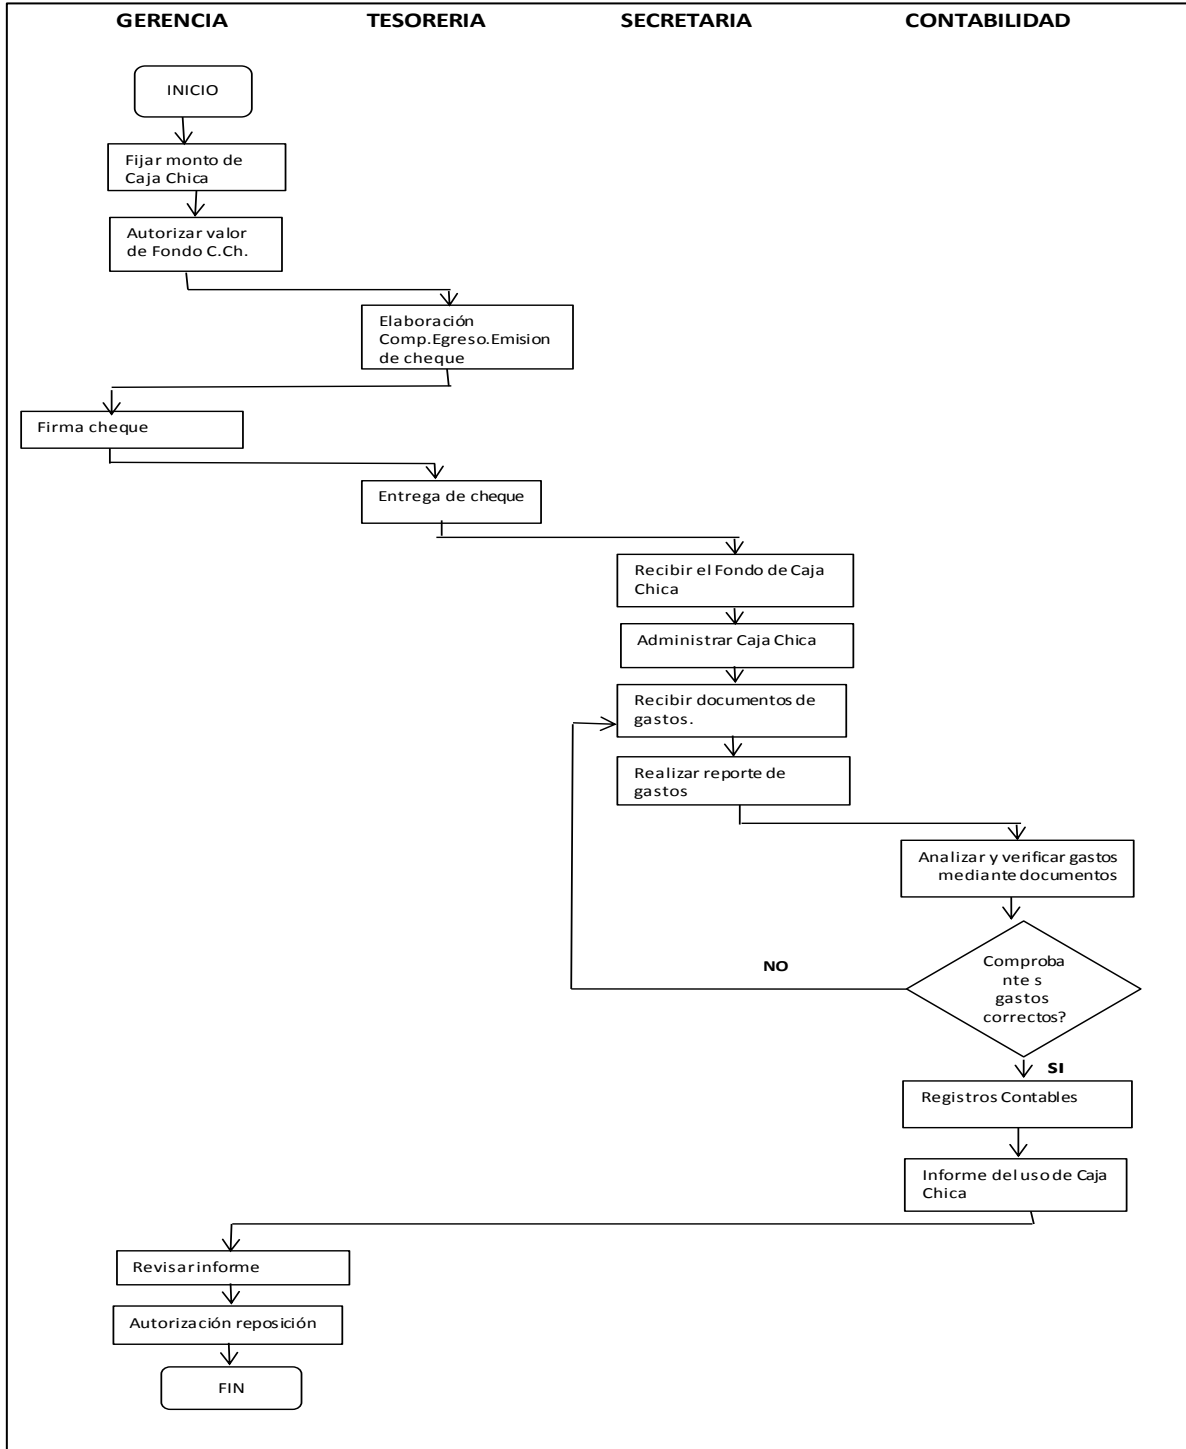 GERENCIA TESORERIA SECRETARIA CONTABILIDAD
INICIO
Fijar monto de
Caja Chica
Autorizar valor
de Fondo C.Ch.
Elaboración
Comp.Egreso.Emision
de cheque
Firma cheque
Entrega de cheque
Recibir el Fondo de Caja
Chica
Administrar Caja Chica
Recibir documentos de
gastos.
Realizar reporte de
gastos
Analizar y verificar gastos
mediante documentos
Comproba
nte s
gastos
correctos?
NO
SI
Registros Contables
Informe del uso de Caja
Chica
Revisar informe
Autorización reposición
FIN